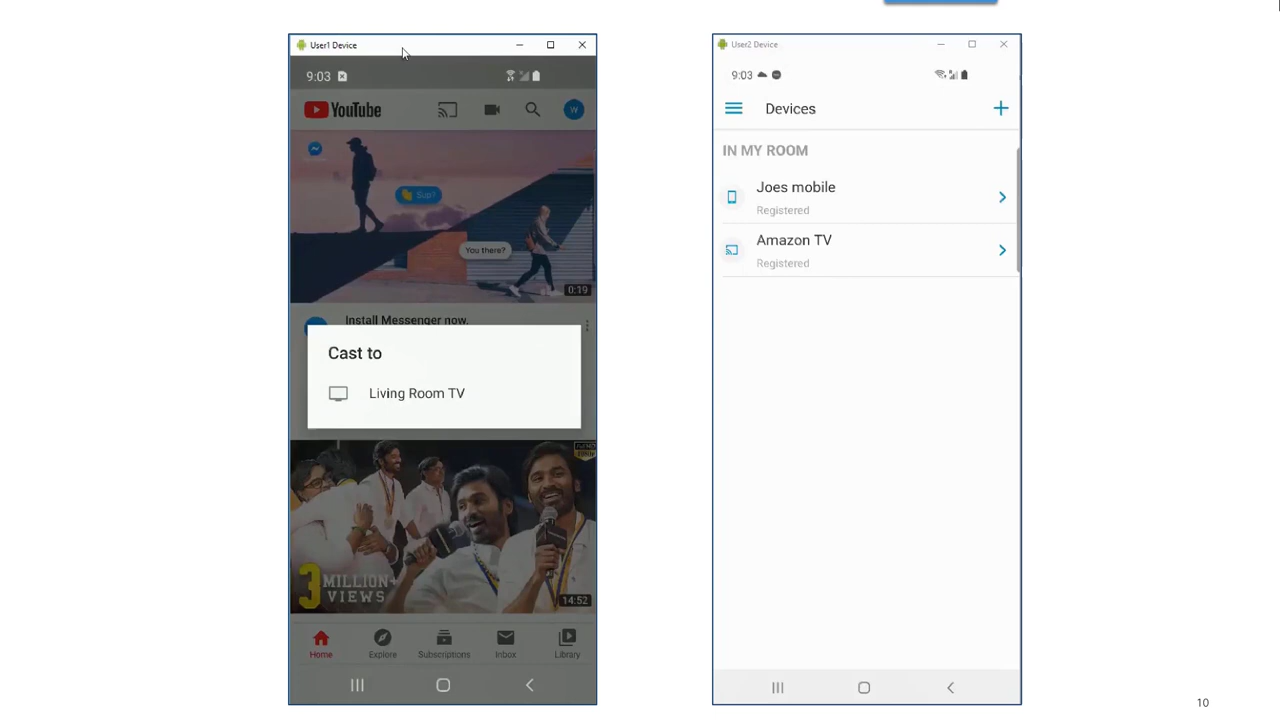 User1 Device
9:03
YouTube
W
Sup?
You there?
0:19
Install Messenger now.
Cast to
Living Room TV
3 MILLION+
VIEWS
14:52
Home
Explore
Subscriptions
Inbox
Library
User2 Device
9:03
Devices
IN MY ROOM
Joes mobile
Registered
Amazon TV
Registered
10